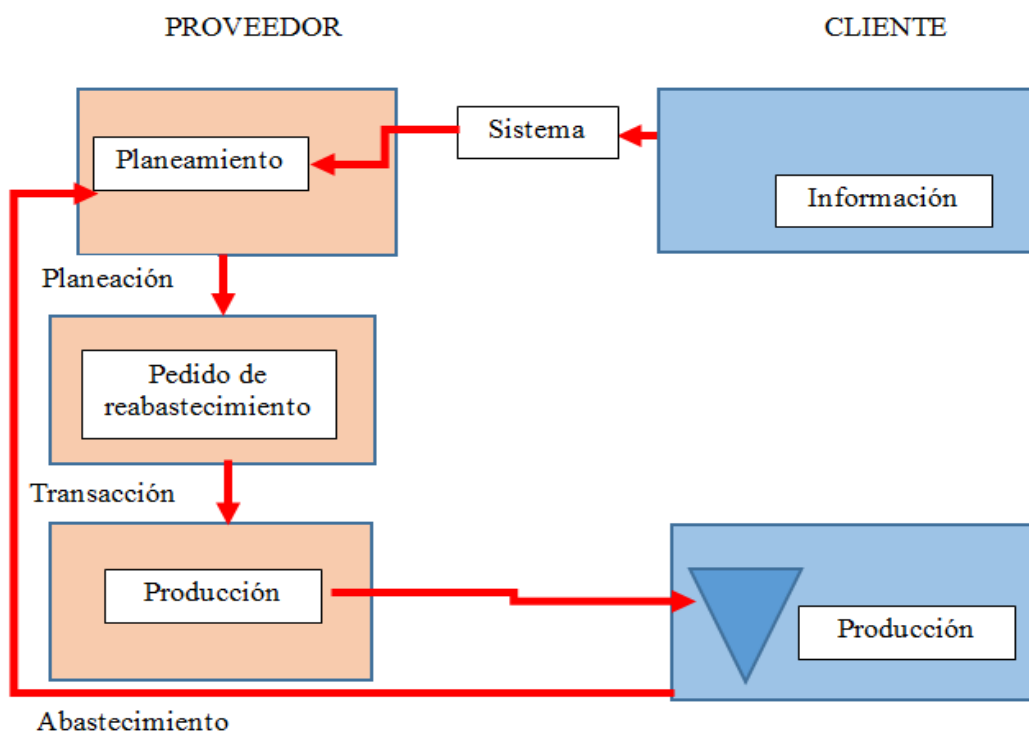 PROVEEDOR
CLIENTE
Sistema
Planeamiento
Información
Planeación
Pedido de
reabastecimiento
Transacción
Producción
Producción
Abastecimiento